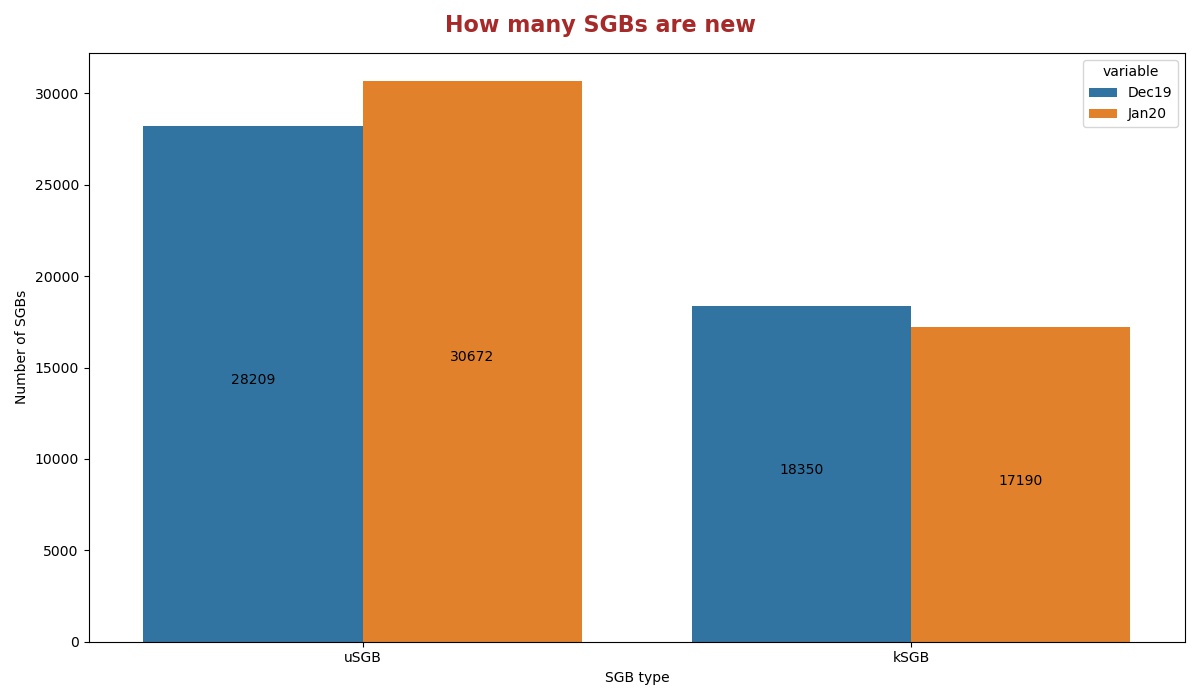 How many SGBs are new
variable
Dec19
Jan20
Number of SGBs
30000
25000
20000
15000
10000
5000
0
28209
30672
18350
17190
uSGB
kSGB
SGB type